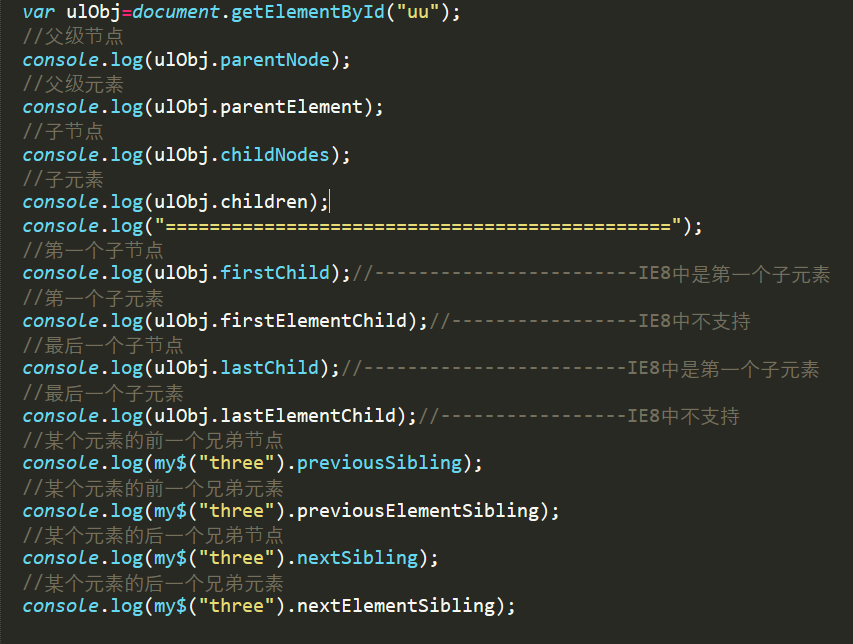 var ulObj=document.getElementById("uu");
//父级节点
console.log(ulObj.parentNode);
//父级元素
console.log(ulObj.parentElement);
//子节点
console.log(ulObj.childNodes);
//子元素
console.log(ulObj.children);
console.log("==============================================");
//第一个子节点
console.log(ulObj.firstChild);//------------------------IE8中是第一个子元素
//第一个子元素
console.log(ulObj.firstElementChild);//-----------------IE8中不支持
//最后一个子节点
console.log(ulObj.lastChild);//------------------------IE8中是第一个子元素
//最后一个子元素
console.log(ulObj.lastElementChild);//-----------------IE8中不支持
//某个元素的前一个兄弟节点
console.log(my$("three").previousSibling);
//某个元素的前一个兄弟元素
console.log(my$("three").previousElementSibling);
//某个元素的后一个兄弟节点
console.log(my$("three").nextSibling);
//某个元素的后一个兄弟元素
console.log(my$("three").nextElementSibling);